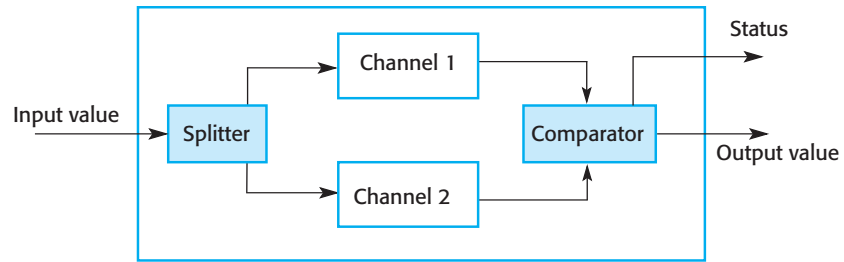 Status
Channel 1
Input value
Splitter
Comparator
Output value
Channel 2